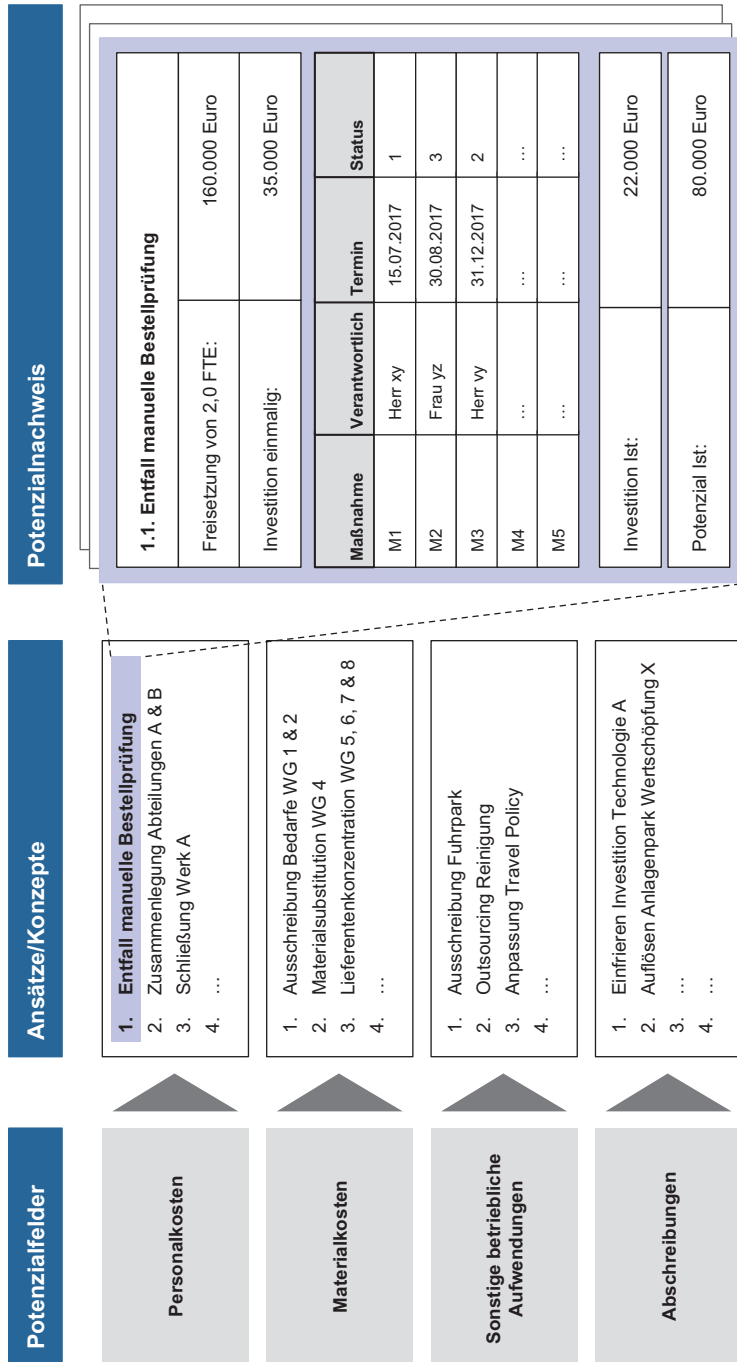 Potenzialfelder
Personalkosten
Materialkosten
Sonstige betriebliche
Aufwendungen
Abschreibungen
Ansätze/Konzepte
1. Entfall manuelle Bestellprüfung
2. Zusammenlegung Abteilungen A & B
3. Schließung Werk A
4. …
1. Ausschreibung Bedarfe WG 1 & 2
2. Materialsubstitution WG 4
3. Lieferentenkonzentration WG 5, 6, 7 & 8
4. …
1. Ausschreibung Fuhrpark
2. Outsourcing Reinigung
3. Anpassung Travel Policy
4. …
1. Einfrieren Investition Technologie A
2. Auflösen Anlagenpark Wertschöpfung X
3. …
4. …
Potenzialnachweis
1.1. Entfall manuelle Bestellprüfung
Freisetzung von 2,0 FTE: 160.000 Euro
Investition einmalig: 35.000 Euro
Maßnahme Verantwortlich Termin Status
M1 Herr xy 15.07.2017 1
M2 Frau yz 30.08.2017 3
M3 Herr vy 31.12.2017 2
M4 … … …
M5 … … …
Investition Ist: 22.000 Euro
Potenzial Ist: 80.000 Euro